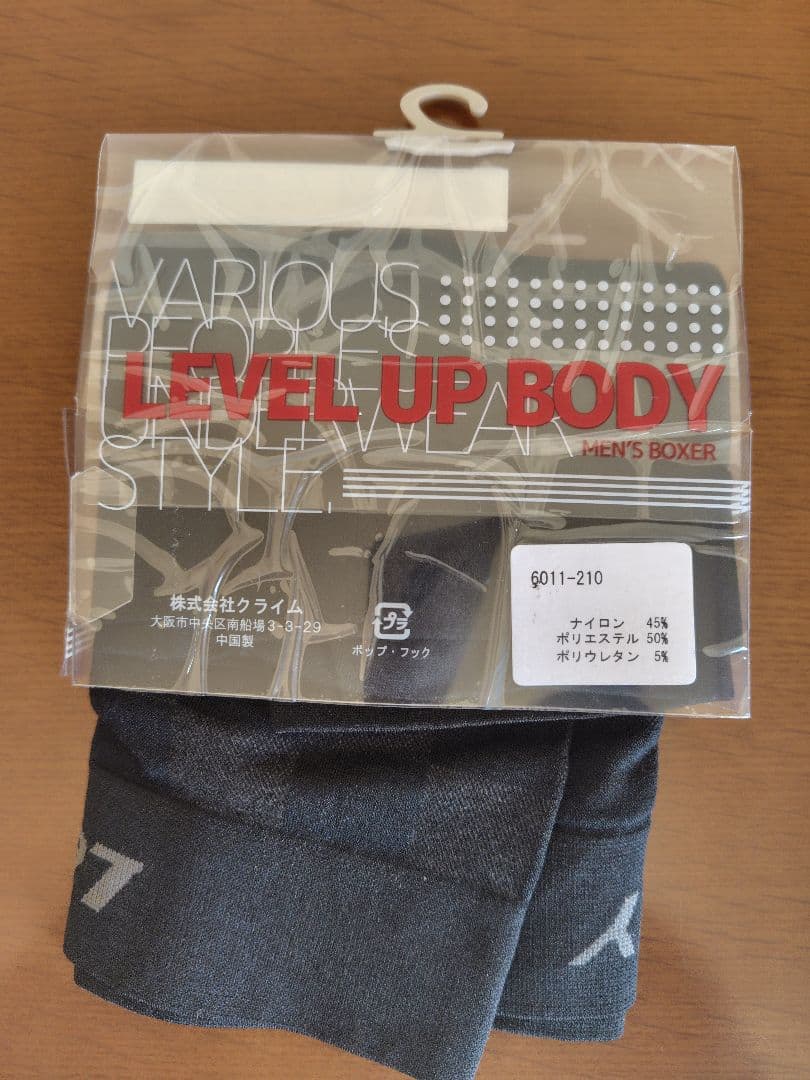 VARIOUS
PEOPLE'S
UNDERWEAR
STYLE.
LEVEL UP BODY
MEN'S BOXER
6011-210
ナイロン 45%
ポリエステル 50%
ポリウレタン 5%
株式会社クライム
大阪市中央区南船場3-3-29
中国製
プラ
ポップ・フック